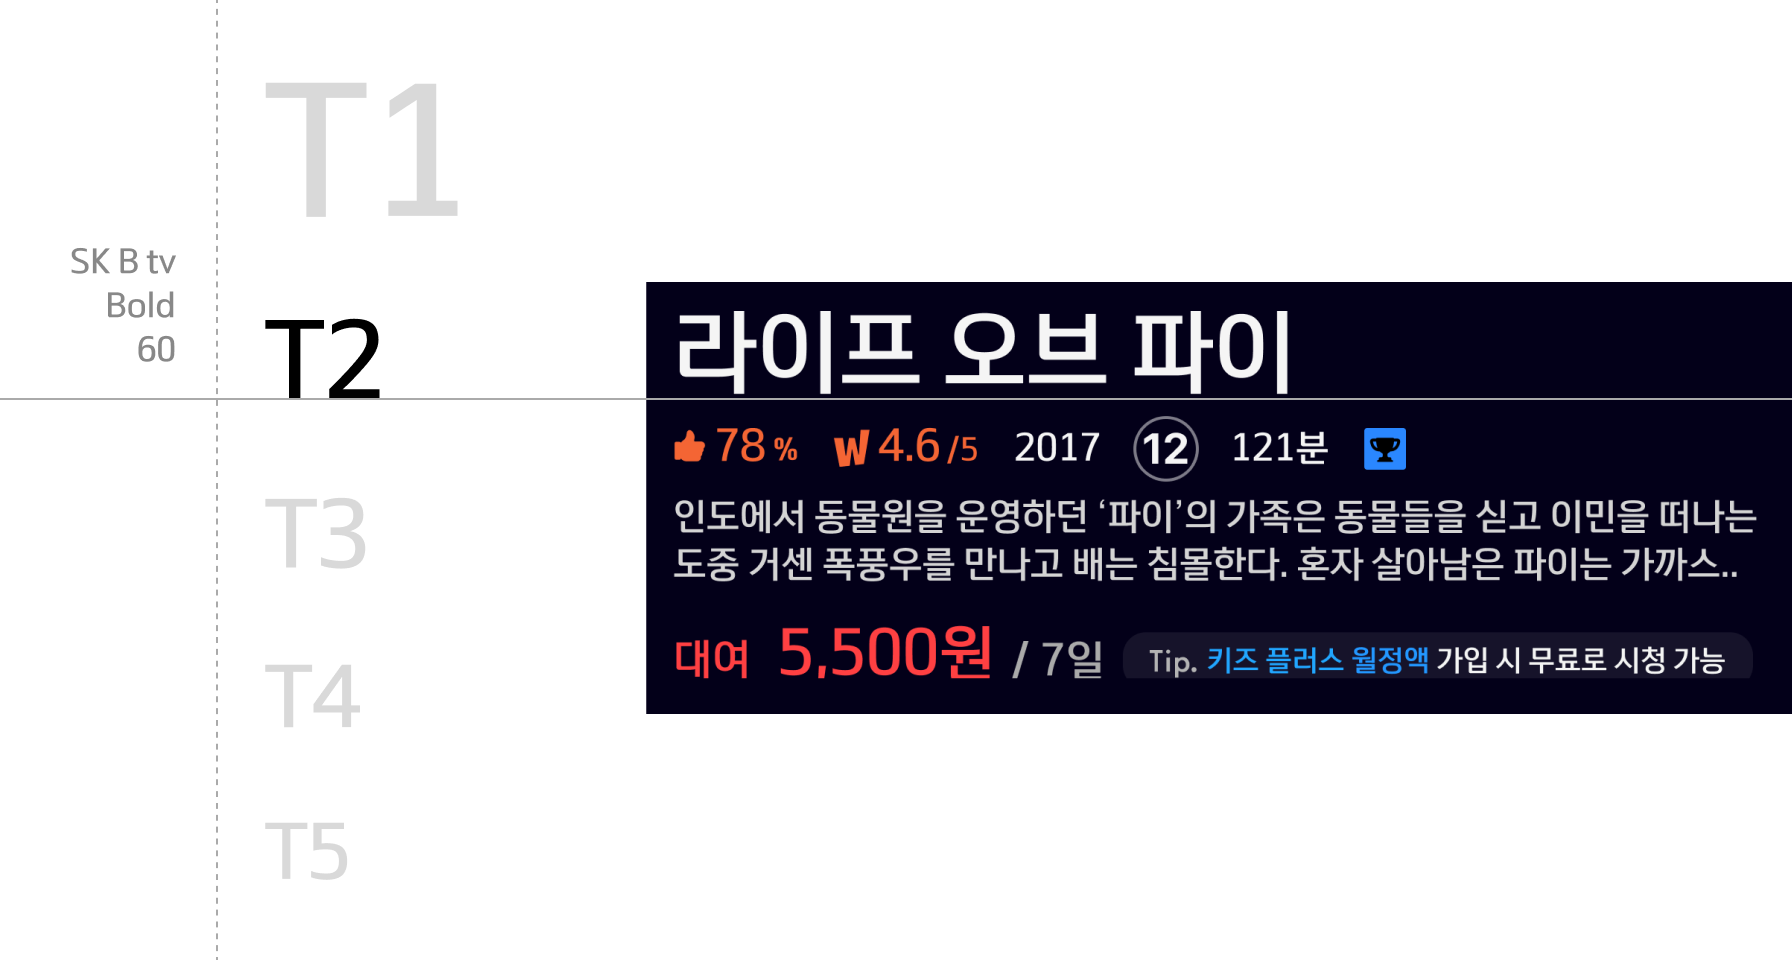 T1
SK B tv
Bold
60
T2
라이프 오브 파이
78 % W 4.6 /5 2017 12 121분
인도에서 동물원을 운영하던 ‘파이’의 가족은 동물들을 싣고 이민을 떠나는
도중 거센 폭풍우를 만나고 배는 침몰한다. 혼자 살아남은 파이는 가까스..
대여 5,500원 / 7일 Tip. 키즈 플러스 월정액 가입 시 무료로 시청 가능
T3
T4
T5